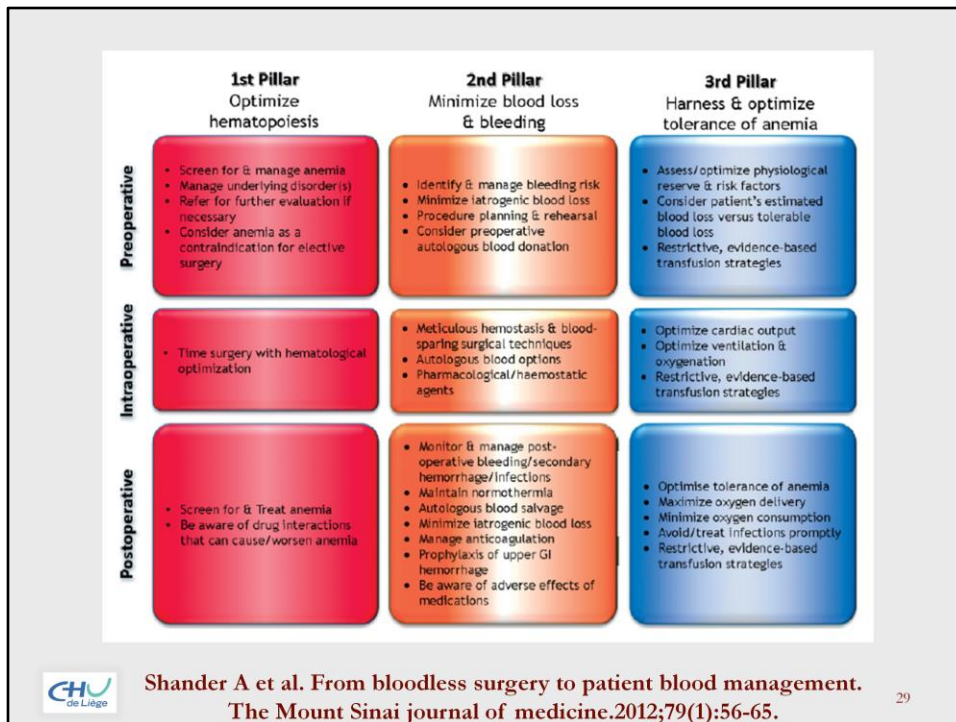 1st Pillar
Optimize
hematopoiesis
2nd Pillar
Minimize blood loss
& bleeding
3rd Pillar
Harness & optimize
tolerance of anemia
Preoperative
• Screen for & manage anemia
• Manage underlying disorder(s)
• Refer for further evaluation if
necessary
• Consider anemia as a
contraindication for elective
surgery
• Identify & manage bleeding risk
• Minimize iatrogenic blood loss
• Procedure planning & rehearsal
• Consider preoperative
autologous blood donation
• Assess/optimize physiological
reserve & risk factors
• Consider patient's estimated
blood loss versus tolerable
blood loss
• Restrictive, evidence-based
transfusion strategies
Intraoperative
• Time surgery with hematological
optimization
• Meticulous hemostasis & blood-
sparing surgical techniques
• Autologous blood options
• Pharmacological/haemostatic
agents
• Optimize cardiac output
• Optimize ventilation &
oxygenation
• Restrictive, evidence-based
transfusion strategies
Postoperative
• Screen for & Treat anemia
• Be aware of drug interactions
that can cause/worsen anemia
• Monitor & manage post-
operative bleeding/secondary
hemorrhage/infections
• Maintain normothermia
• Autologous blood salvage
• Minimize iatrogenic blood loss
• Manage anticoagulation
• Prophylaxis of upper GI
hemorrhage
• Be aware of adverse effects of
medications
• Optimise tolerance of anemia
• Maximize oxygen delivery
• Minimize oxygen consumption
• Avoid/treat infections promptly
• Restrictive, evidence-based
transfusion strategies
CHU
de Liège
Shander A et al. From bloodless surgery to patient blood management.
The Mount Sinai journal of medicine.2012;79(1):56-65.
29